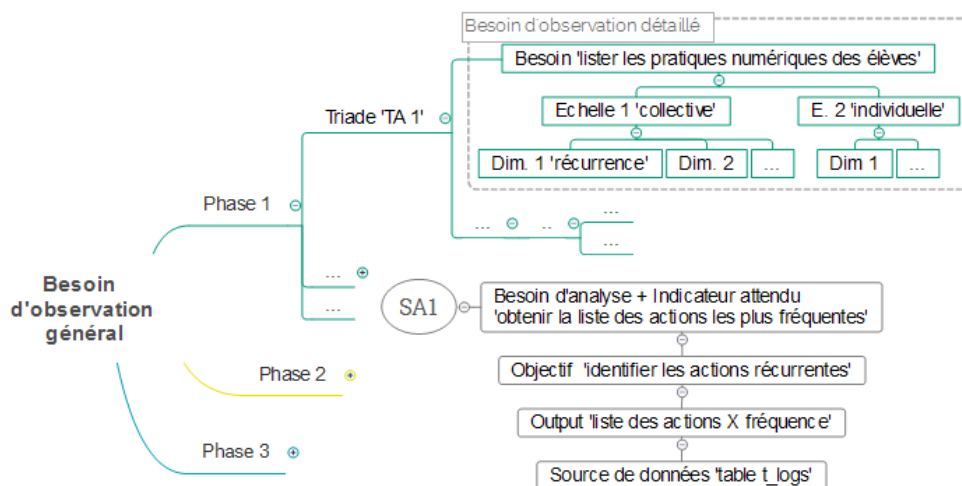 Besoin d'observation détaillé
Besoin 'lister les pratiques numériques des élèves'
Echelle 1 'collective'
E. 2 'individuelle'
Triade 'TA 1'
Dim. 1 'récurrence'
Dim. 2
...
Dim 1
...
Phase 1
...
..
...
...
...
...
Besoin
d'observation
général
SA1
Besoin d'analyse + Indicateur attendu
'obtenir la liste des actions les plus fréquentes'
Objectif 'identifier les actions récurrentes'
Phase 2
Output 'liste des actions X fréquence'
Phase 3
Source de données 'table t_logs'